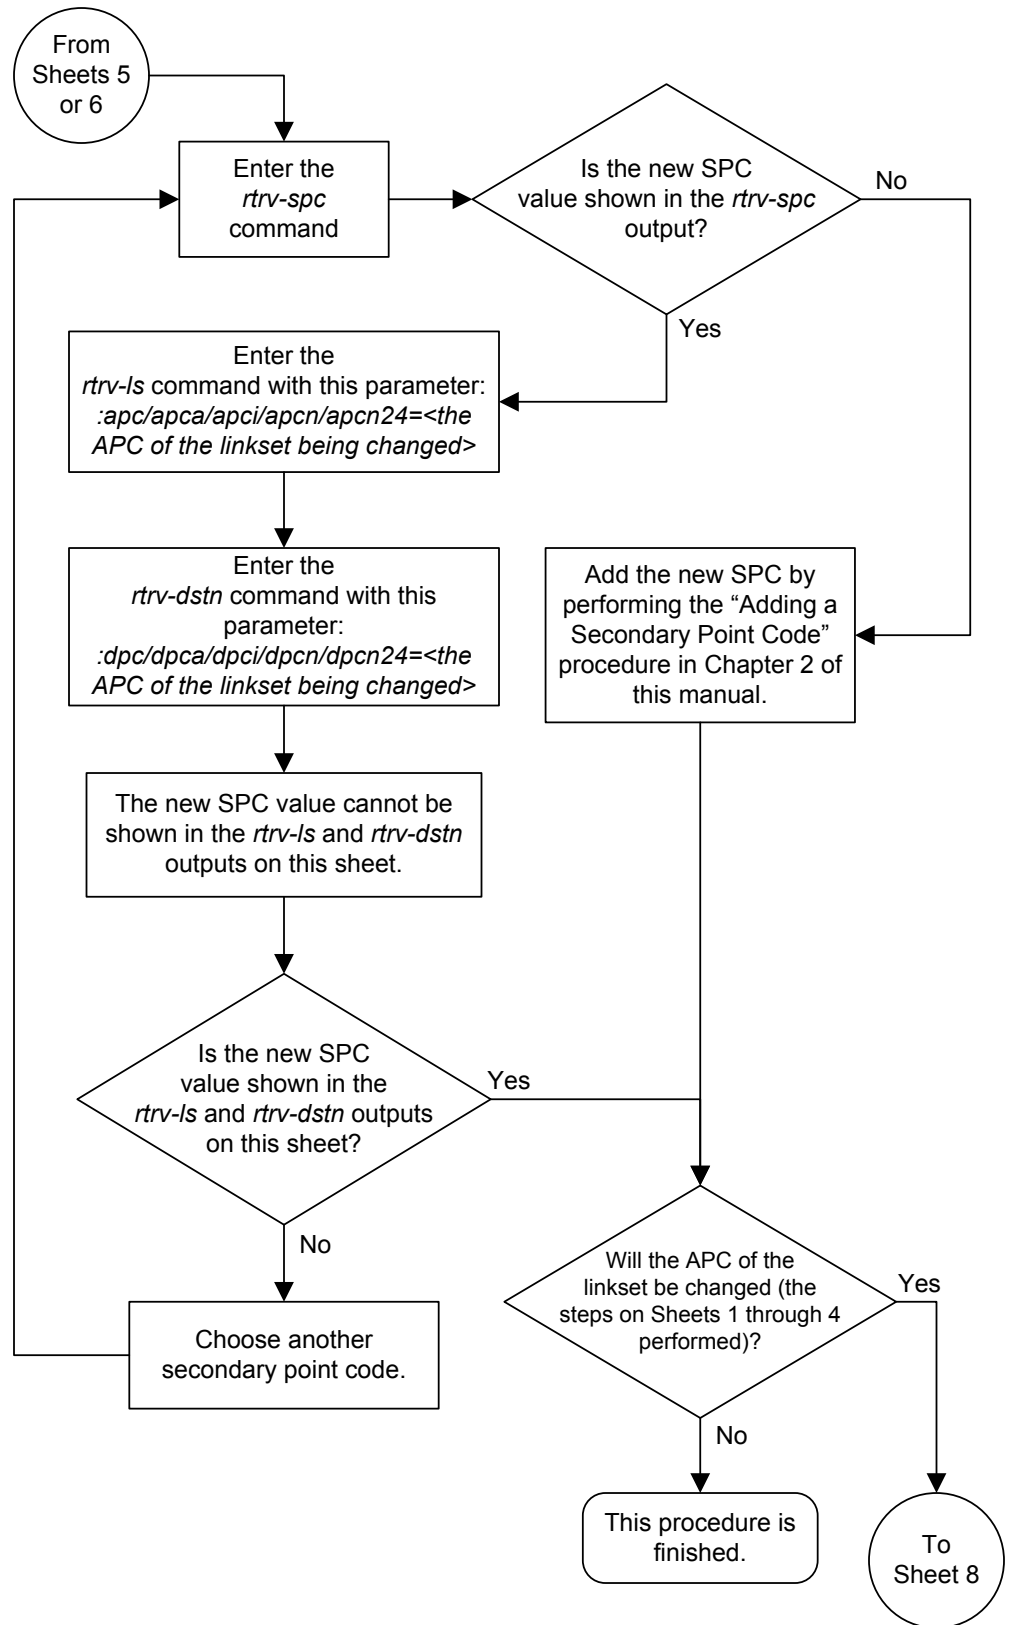 From
Sheets 5
or 6
Enter the
rtrv-spc
command
Is the new SPC
value shown in the rtrv-spc
output?
No
Yes
Enter the
rtrv-ls command with this parameter:
:apc/apca/apci/apcn/apcn24=<the
APC of the linkset being changed>
Enter the
rtrv-dstn command with this
parameter:
:dpc/dpca/dpci/dpcn/dpcn24=<the
APC of the linkset being changed>
Add the new SPC by
performing the “Adding a
Secondary Point Code”
procedure in Chapter 2 of
this manual.
The new SPC value cannot be
shown in the rtrv-ls and rtrv-dstn
outputs on this sheet.
Is the new SPC
value shown in the
rtrv-ls and rtrv-dstn outputs
on this sheet?
Yes
No
Choose another
secondary point code.
Will the APC of the
linkset be changed (the
steps on Sheets 1 through 4
performed)?
Yes
No
This procedure is
finished.
To
Sheet 8